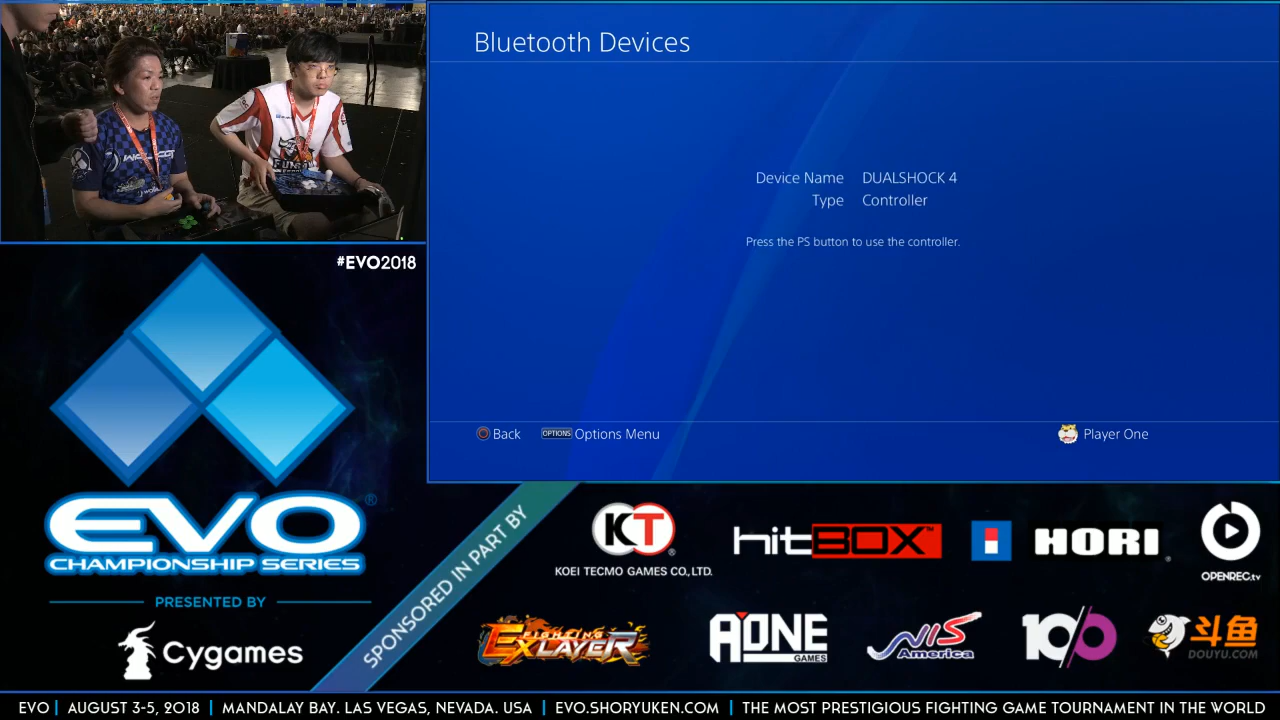 Bluetooth Devices
Device Name DUALSHOCK 4
Type Controller
Press the PS button to use the controller.
Back OPTIONS Options Menu
Player One
#EVO2018
EVO®
CHAMPIONSHIP SERIES
PRESENTED BY
Cygames
SPONSORED IN PART BY
KT®
KOEI TECMO GAMES CO., LTD.
hitBOX™
HORI®
OPENREC.tv
FIGHTING
EX LAYER
AONE
GAMES
NIS
America
10%
斗鱼
DOUYU.COM
EVO | AUGUST 3-5, 2018 | MANDALAY BAY. LAS VEGAS, NEVADA. USA | EVO.SHORYUKEN.COM | THE MOST PRESTIGIOUS FIGHTING GAME TOURNAMENT IN THE WORLD